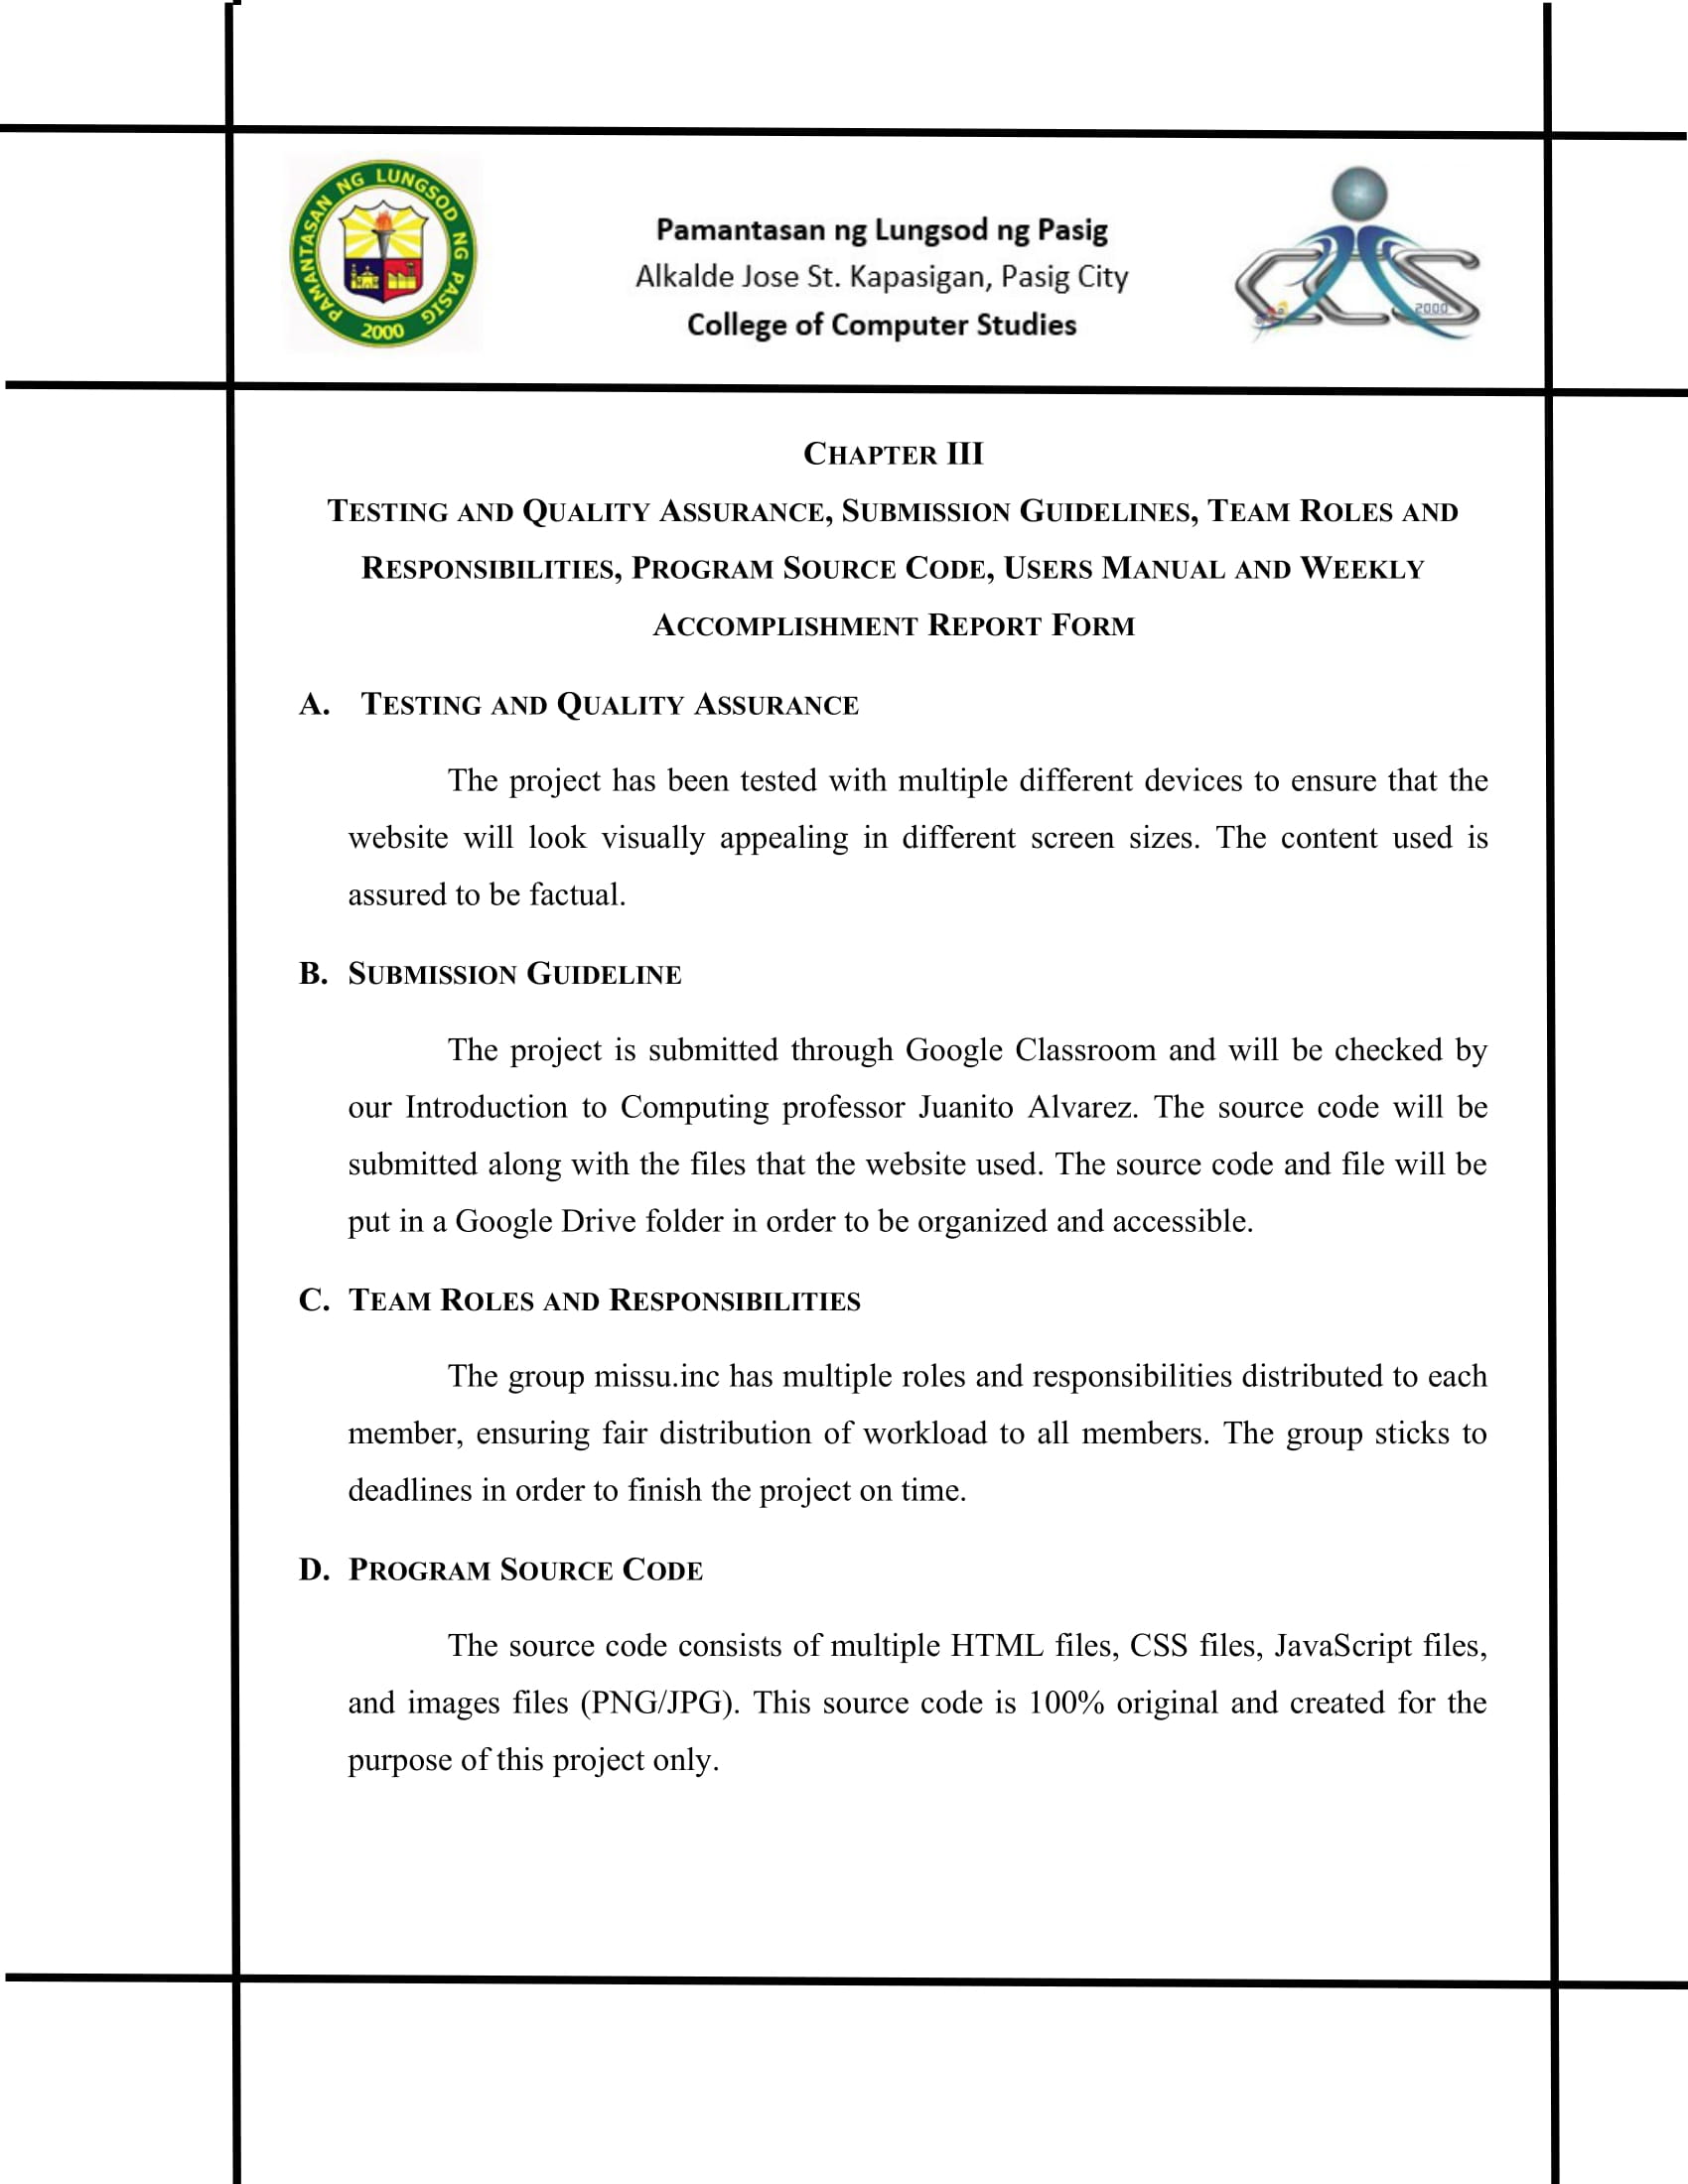 PAMANTASAN NG LUNGSOD NG PASIG
2000
Pamantasan ng Lungsod ng Pasig
Alkalde Jose St. Kapasigan, Pasig City
College of Computer Studies
CCS
2000
CHAPTER III
TESTING AND QUALITY ASSURANCE, SUBMISSION GUIDELINES, TEAM ROLES AND
RESPONSIBILITIES, PROGRAM SOURCE CODE, USERS MANUAL AND WEEKLY
ACCOMPLISHMENT REPORT FORM
A. TESTING AND QUALITY ASSURANCE
The project has been tested with multiple different devices to ensure that the
website will look visually appealing in different screen sizes. The content used is
assured to be factual.
B. SUBMISSION GUIDELINE
The project is submitted through Google Classroom and will be checked by
our Introduction to Computing professor Juanito Alvarez. The source code will be
submitted along with the files that the website used. The source code and file will be
put in a Google Drive folder in order to be organized and accessible.
C. TEAM ROLES AND RESPONSIBILITIES
The group missu.inc has multiple roles and responsibilities distributed to each
member, ensuring fair distribution of workload to all members. The group sticks to
deadlines in order to finish the project on time.
D. PROGRAM SOURCE CODE
The source code consists of multiple HTML files, CSS files, JavaScript files,
and images files (PNG/JPG). This source code is 100% original and created for the
purpose of this project only.